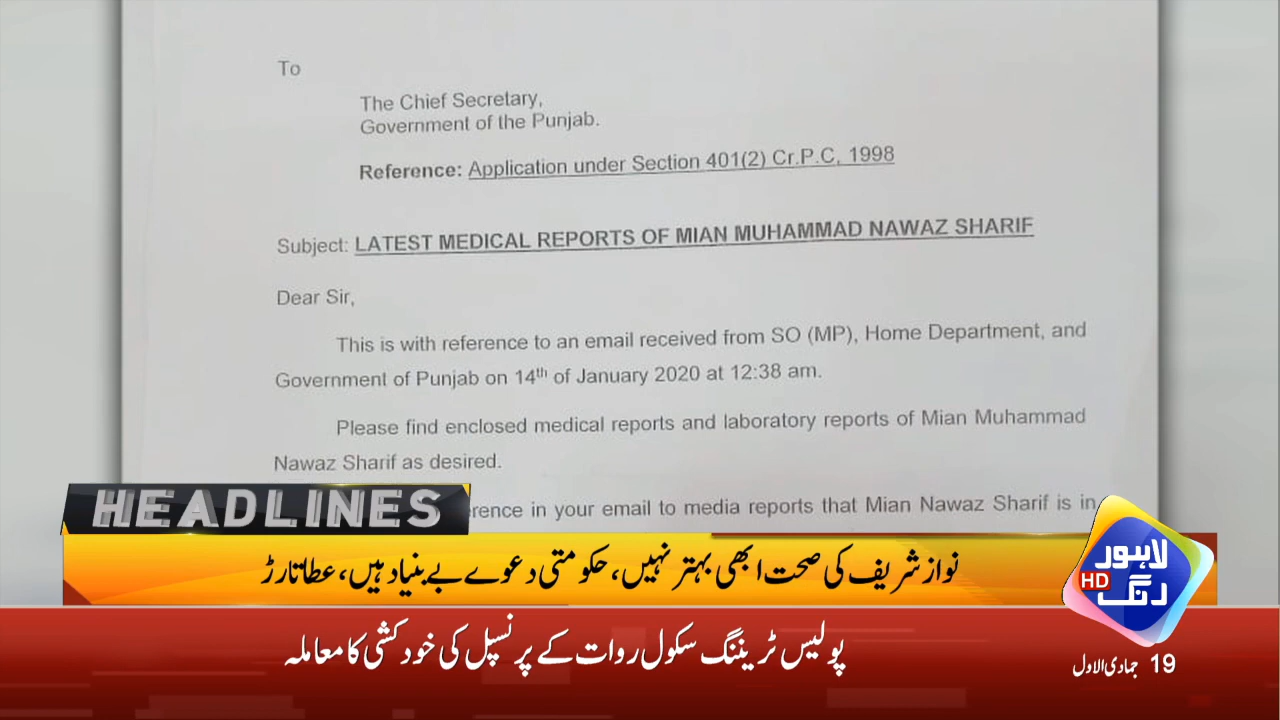 To
The Chief Secretary,
Government of the Punjab.
Reference: Application under Section 401(2) Cr.P.C, 1998
Subject: LATEST MEDICAL REPORTS OF MIAN MUHAMMAD NAWAZ SHARIF
Dear Sir,
This is with reference to an email received from SO (MP), Home Department, and
Government of Punjab on 14th of January 2020 at 12:38 am.
Please find enclosed medical reports and laboratory reports of Mian Muhammad
Nawaz Sharif as desired.
in your email to media reports that Mian Nawaz Sharif is in
HEADLINES
نواز شریف کی صحت ابھی بہتر نہیں، حکومتی دعوے بے بنیاد ہیں، عطا تارڑ
لاہور
HD رنگ
پولیس ٹریننگ سکول روات کے پرنسپل کی خودکشی کا معاملہ
19 جمادی الاول